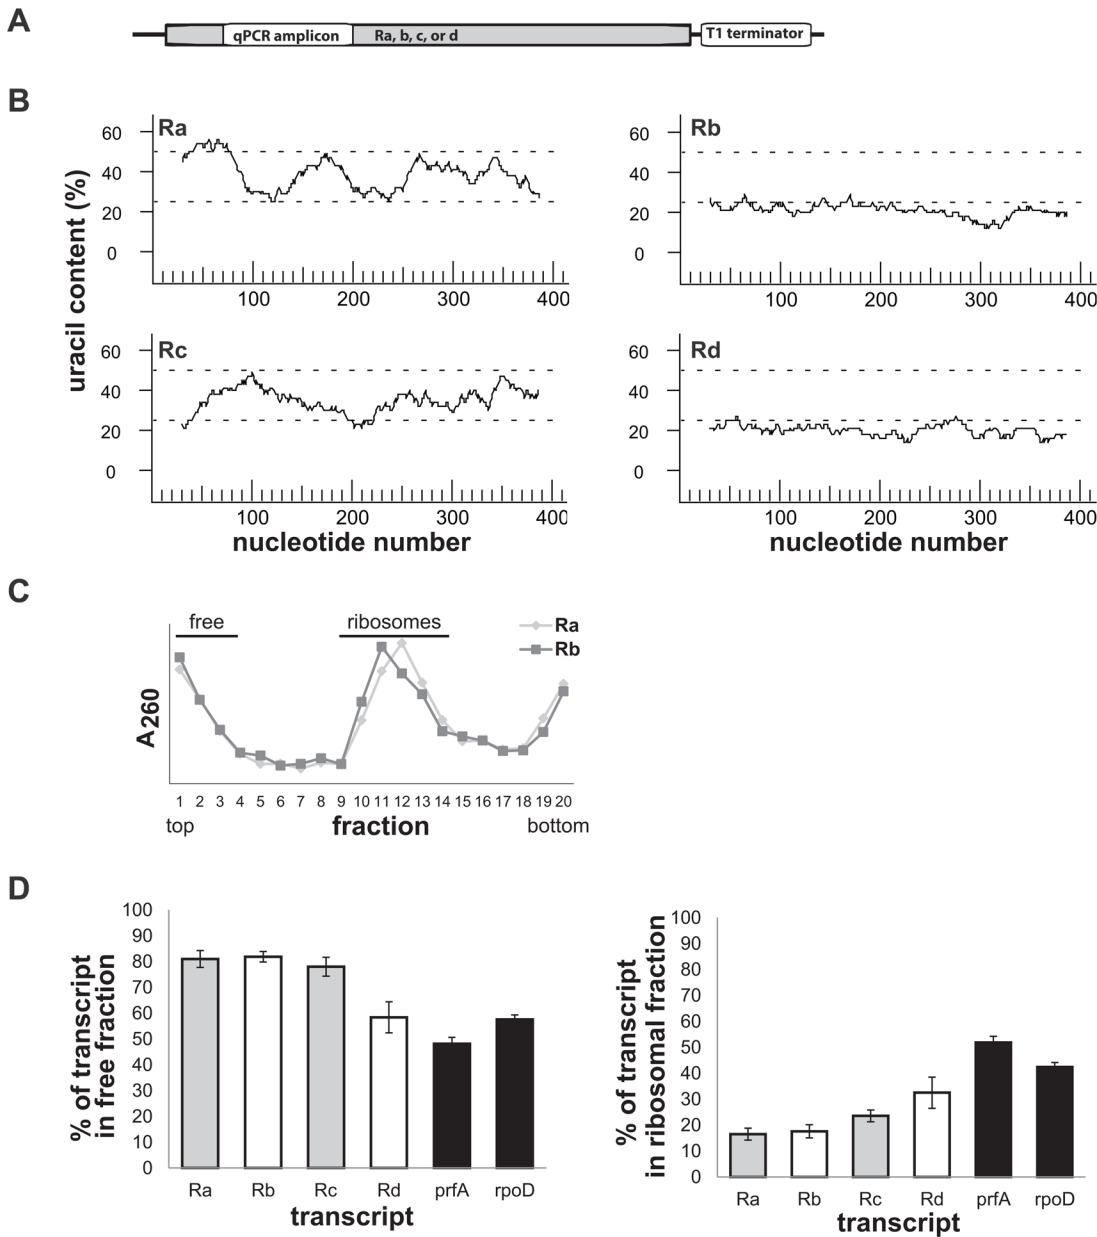 A
qPCR amplicon Ra, b, c, or d T1 terminator
B
uracil content (%)
Ra
60
40
20
0
100 200 300 400
Rb
60
40
20
0
100 200 300 400
Rc
60
40
20
0
100 200 300 400
nucleotide number
Rd
60
40
20
0
100 200 300 400
nucleotide number
C
free ribosomes
Ra
Rb
A260
1 2 3 4 5 6 7 8 9 10 11 12 13 14 15 16 17 18 19 20
top fraction bottom
D
% of transcript
in free fraction
100
90
80
70
60
50
40
30
20
10
0
Ra Rb Rc Rd prfA rpoD
transcript
% of transcript
in ribosomal fraction
100
90
80
70
60
50
40
30
20
10
0
Ra Rb Rc Rd prfA rpoD
transcript